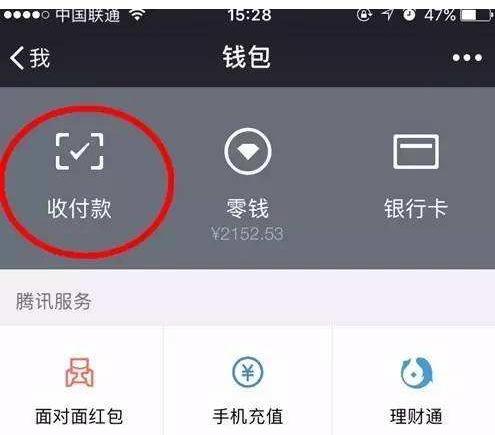 中国联通 15:28 47%
我 钱包
收付款 零钱 银行卡
¥2152.53
腾讯服务
面对面红包 手机充值 理财通